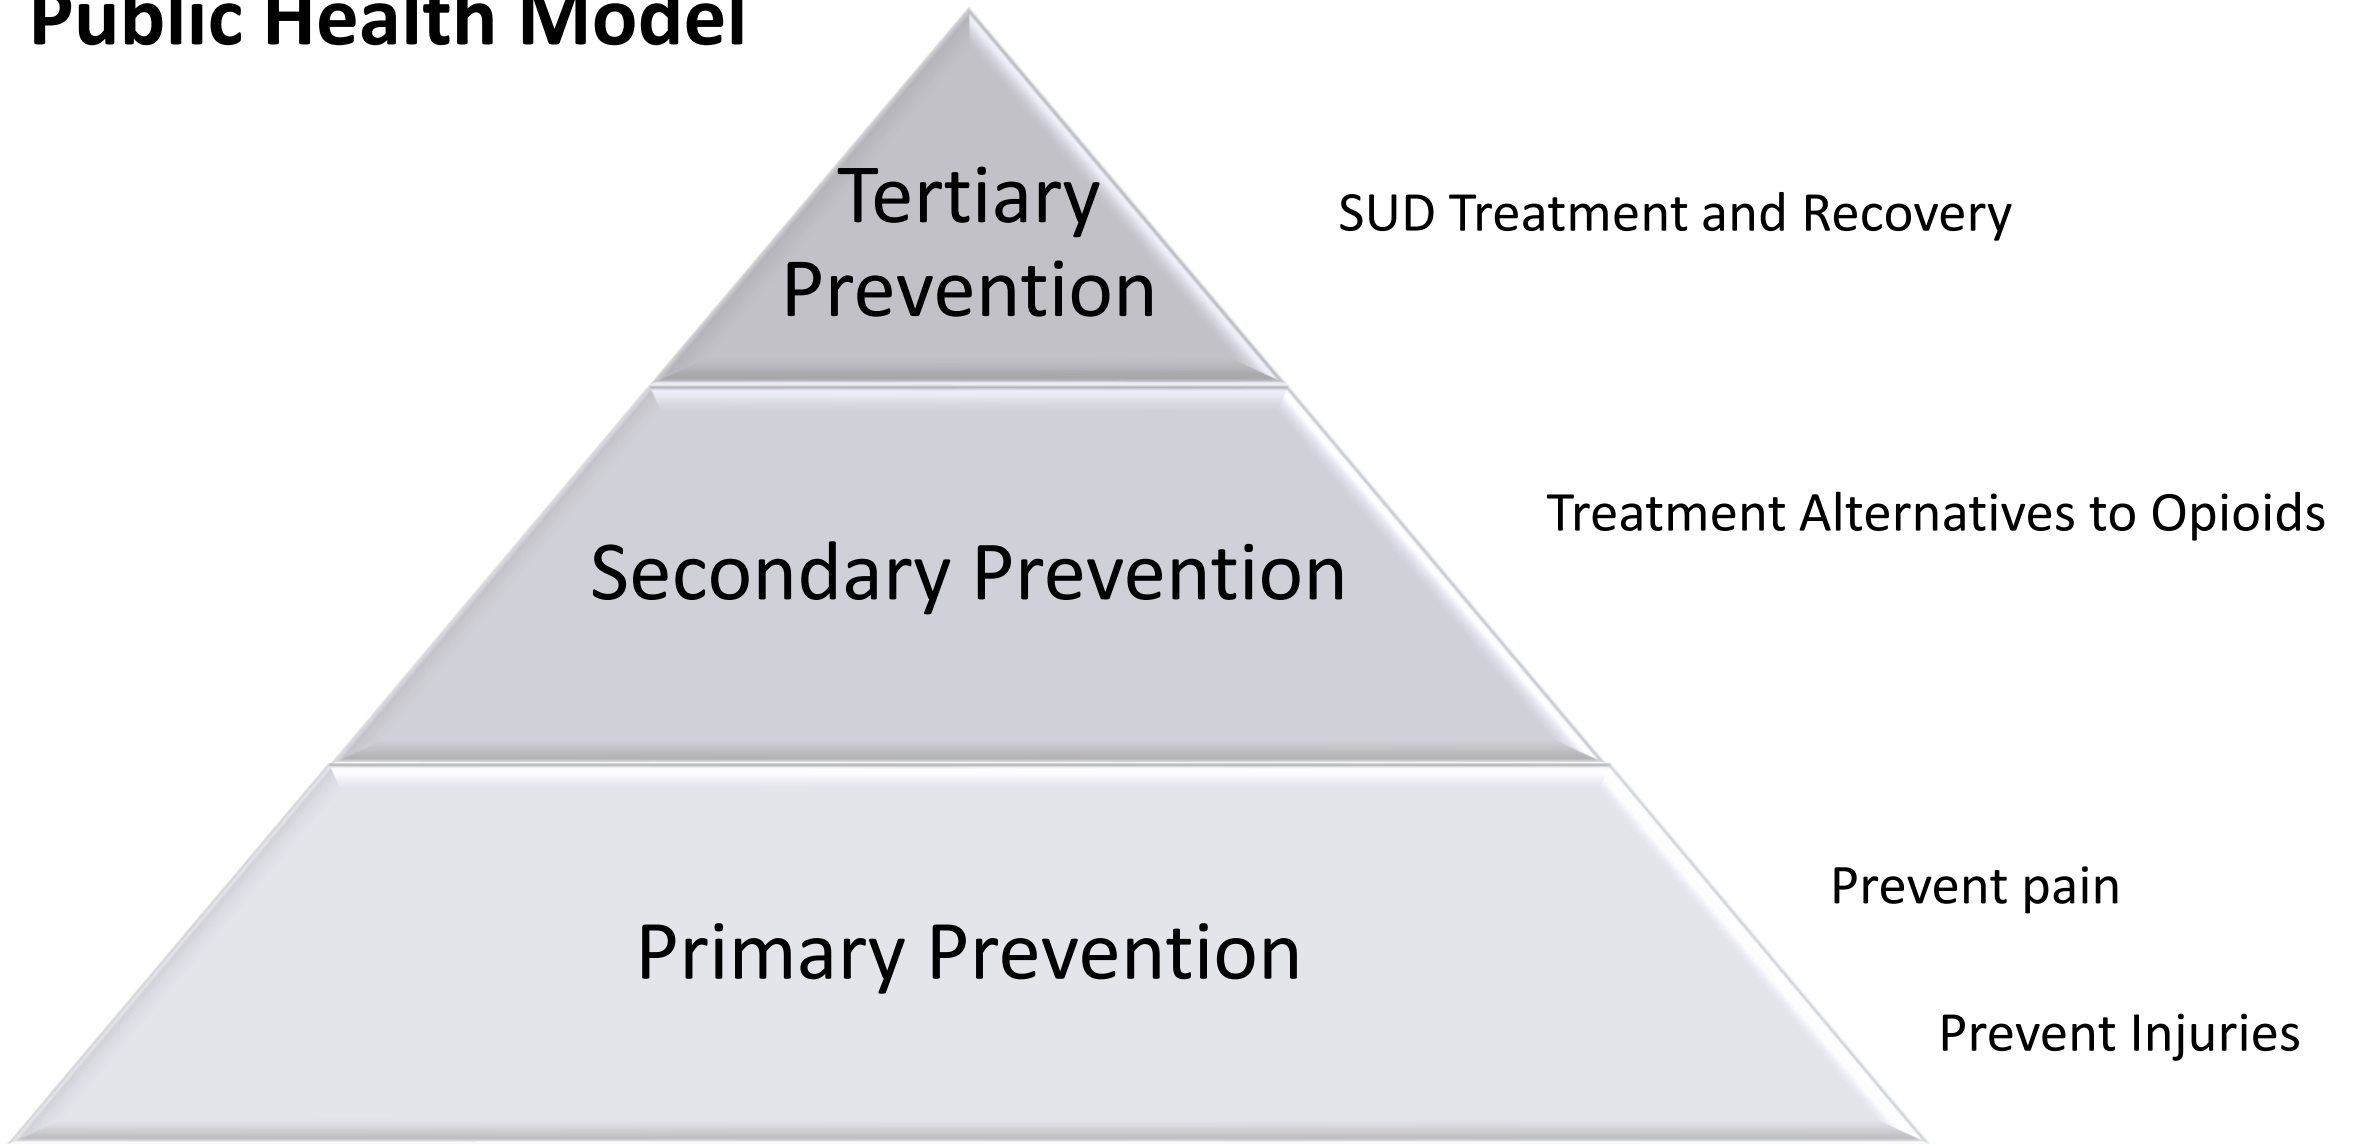 Public Health Model
Tertiary
Prevention
SUD Treatment and Recovery
Treatment Alternatives to Opioids
Secondary Prevention
Prevent pain
Primary Prevention
Prevent Injuries